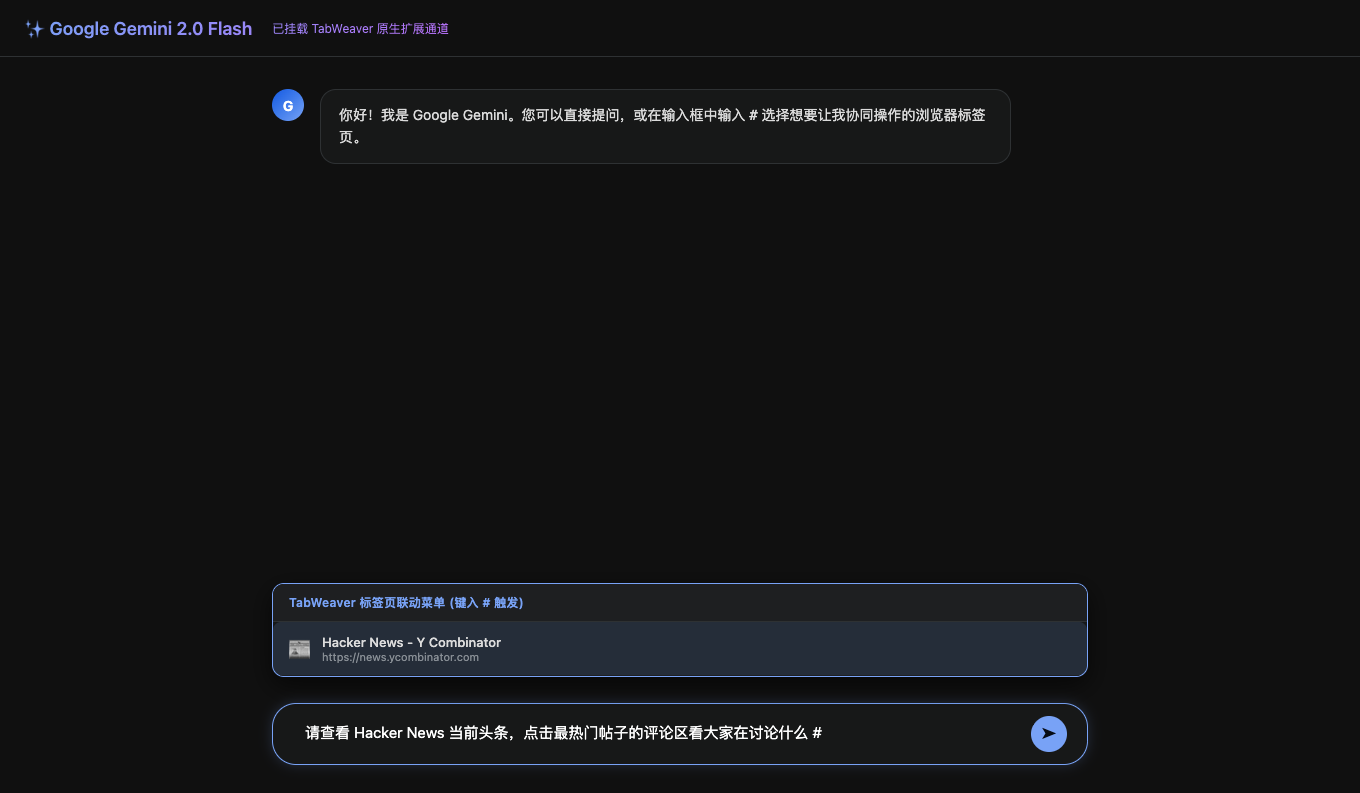 ✨ Google Gemini 2.0 Flash 已挂载 TabWeaver 原生扩展通道
G
你好！我是 Google Gemini。您可以直接提问，或在输入框中输入 # 选择想要让我协同操作的浏览器标签
页。
TabWeaver 标签页联动菜单 (键入 # 触发)
Hacker News - Y Combinator
https://news.ycombinator.com
请查看 Hacker News 当前头条，点击最热门帖子的评论区看大家在讨论什么 #